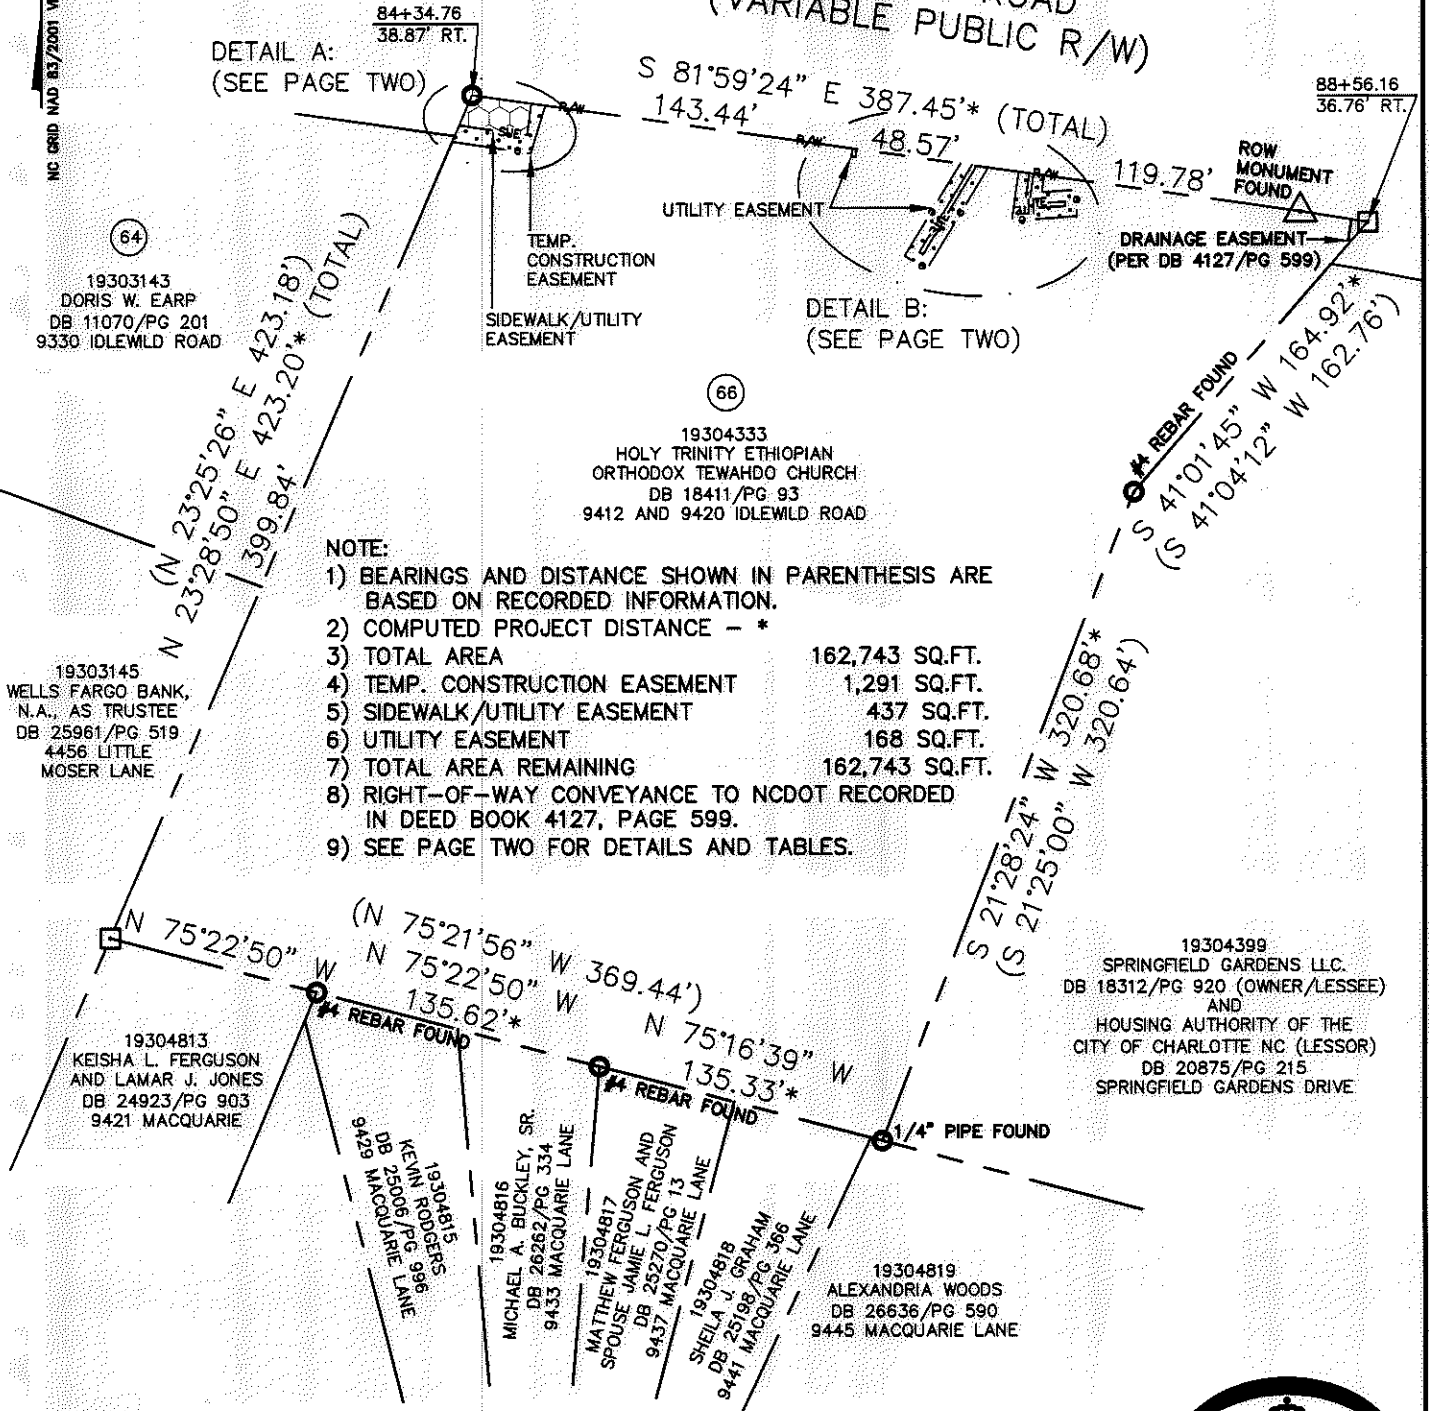 84+34.76
38.87' RT.
ROAD
(VARIABLE PUBLIC R/W)
NC GRID NAD 83/2001
DETAIL A:
(SEE PAGE TWO)
S 81°59'24" E 387.45'* (TOTAL)
143.44'
48.57'
119.78'
88+56.16
36.76' RT.
R/W
R/W
R/W
SUE
ROW
MONUMENT
FOUND
UTILITY EASEMENT
DRAINAGE EASEMENT
(PER DB 4127/PG 599)
TEMP.
CONSTRUCTION
EASEMENT
SIDEWALK/UTILITY
EASEMENT
DETAIL B:
(SEE PAGE TWO)
64
19303143
DORIS W. EARP
DB 11070/PG 201
9330 IDLEWILD ROAD
(N 23°25'26" E 423.18')
N 23°28'50" E 423.20'* (TOTAL)
399.84'
66
19304333
HOLY TRINITY ETHIOPIAN
ORTHODOX TEWAHDO CHURCH
DB 18411/PG 93
9412 AND 9420 IDLEWILD ROAD
#4 REBAR FOUND
S 41°01'45" W 164.92'*
(S 41°04'12" W 162.76')
NOTE:
1) BEARINGS AND DISTANCE SHOWN IN PARENTHESIS ARE
BASED ON RECORDED INFORMATION.
2) COMPUTED PROJECT DISTANCE – *
3) TOTAL AREA 162,743 SQ.FT.
4) TEMP. CONSTRUCTION EASEMENT 1,291 SQ.FT.
5) SIDEWALK/UTILITY EASEMENT 437 SQ.FT.
6) UTILITY EASEMENT 168 SQ.FT.
7) TOTAL AREA REMAINING 162,743 SQ.FT.
8) RIGHT-OF-WAY CONVEYANCE TO NCDOT RECORDED
IN DEED BOOK 4127, PAGE 599.
9) SEE PAGE TWO FOR DETAILS AND TABLES.
19303145
WELLS FARGO BANK,
N.A., AS TRUSTEE
DB 25961/PG 519
4456 LITTLE
MOSER LANE
S 21°28'24" W 320.68'*
(S 21°25'00" W 320.64')
N 75°22'50" W
(N 75°21'56" W 369.44')
N 75°22'50" W
135.62'*
#4 REBAR FOUND
N 75°16'39" W
135.33'*
#4 REBAR FOUND
1/4" PIPE FOUND
19304399
SPRINGFIELD GARDENS LLC.
DB 18312/PG 920 (OWNER/LESSEE)
AND
HOUSING AUTHORITY OF THE
CITY OF CHARLOTTE NC (LESSOR)
DB 20875/PG 215
SPRINGFIELD GARDENS DRIVE
19304813
KEISHA L. FERGUSON
AND LAMAR J. JONES
DB 24923/PG 903
9421 MACQUARIE
19304815
KEVIN RODGERS
DB 25006/PG 996
9429 MACQUARIE LANE
19304816
MICHAEL A. BUCKLEY, SR.
DB 26262/PG 334
9433 MACQUARIE LANE
19304817
MATTHEW FERGUSON AND
SPOUSE JAMIE L. FERGUSON
DB 25270/PG 13
9437 MACQUARIE LANE
19304818
SHEILA J. GRAHAM
DB 25198/PG 366
9441 MACQUARIE LANE
19304819
ALEXANDRIA WOODS
DB 26636/PG 590
9445 MACQUARIE LANE